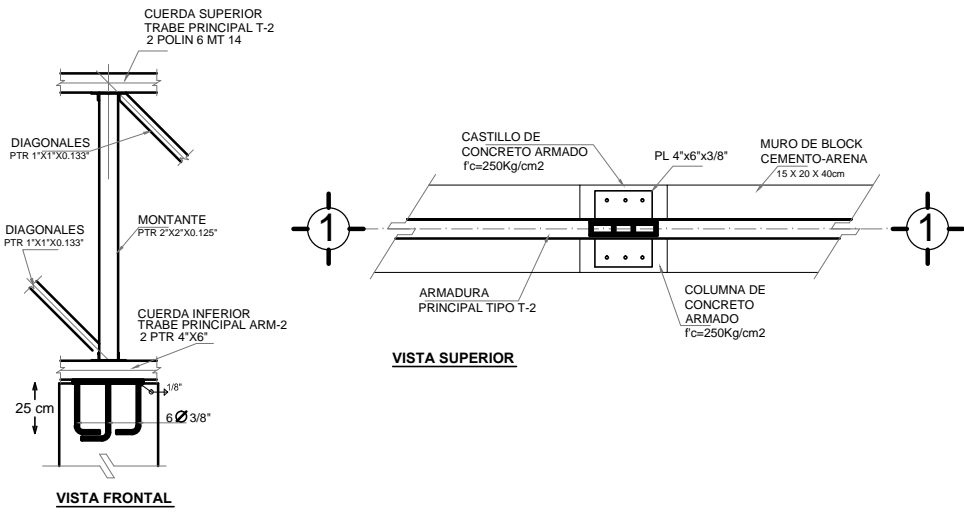 CUERDA SUPERIOR
TRABE PRINCIPAL T-2
2 POLIN 6 MT 14
DIAGONALES
PTR 1"X1"X0.133"
DIAGONALES
PTR 1"X1"X0.133"
MONTANTE
PTR 2"X2"X0.125"
CUERDA INFERIOR
TRABE PRINCIPAL ARM-2
2 PTR 4"X6"
1/8"
25 cm
6 Ø 3/8"
VISTA FRONTAL
CASTILLO DE
CONCRETO ARMADO
f'c=250Kg/cm2
PL 4"x6"x3/8"
MURO DE BLOCK
CEMENTO-ARENA
15 X 20 X 40cm
1
1
ARMADURA
PRINCIPAL TIPO T-2
COLUMNA DE
CONCRETO
ARMADO
f'c=250Kg/cm2
VISTA SUPERIOR